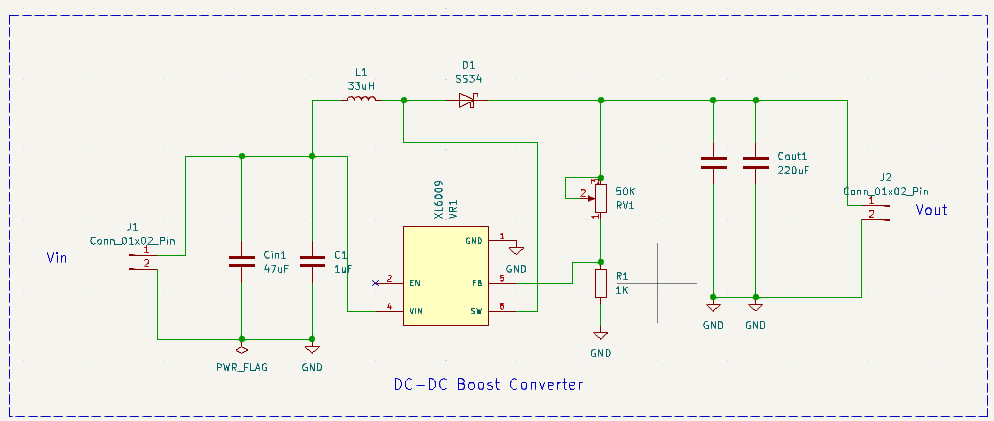 L1
33uH
D1
SS34
XL6009
VR1
3
2
1
50K
RV1
Cout1
220uF
J2
Conn_01x02_Pin
1
2
Vout
J1
Conn_01x02_Pin
1
2
Vin
Cin1
47uF
C1
1uF
GND
1
GND
2
EN
FB
5
4
VIN
SW
6
R1
1K
GND
GND
GND
PWR_FLAG
GND
DC-DC Boost Converter